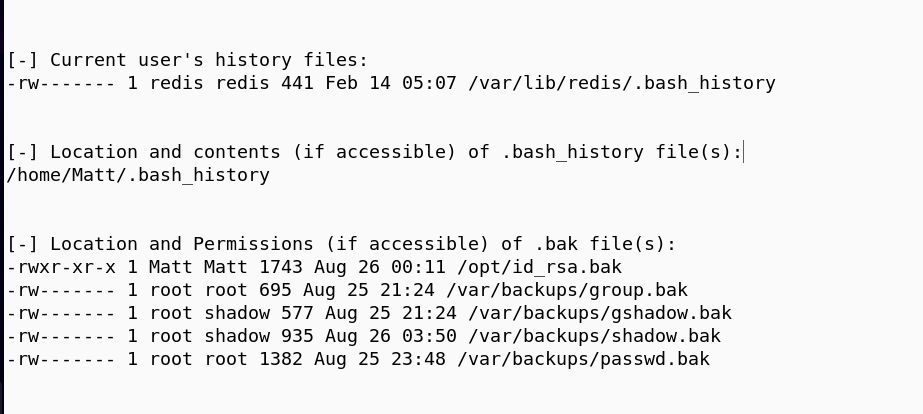 [-] Current user's history files:
-rw------- 1 redis redis 441 Feb 14 05:07 /var/lib/redis/.bash_history
[-] Location and contents (if accessible) of .bash_history file(s):
/home/Matt/.bash_history
[-] Location and Permissions (if accessible) of .bak file(s):
-rwxr-xr-x 1 Matt Matt 1743 Aug 26 00:11 /opt/id_rsa.bak
-rw------- 1 root root 695 Aug 25 21:24 /var/backups/group.bak
-rw------- 1 root shadow 577 Aug 25 21:24 /var/backups/gshadow.bak
-rw------- 1 root shadow 935 Aug 26 03:50 /var/backups/shadow.bak
-rw------- 1 root root 1382 Aug 25 23:48 /var/backups/passwd.bak